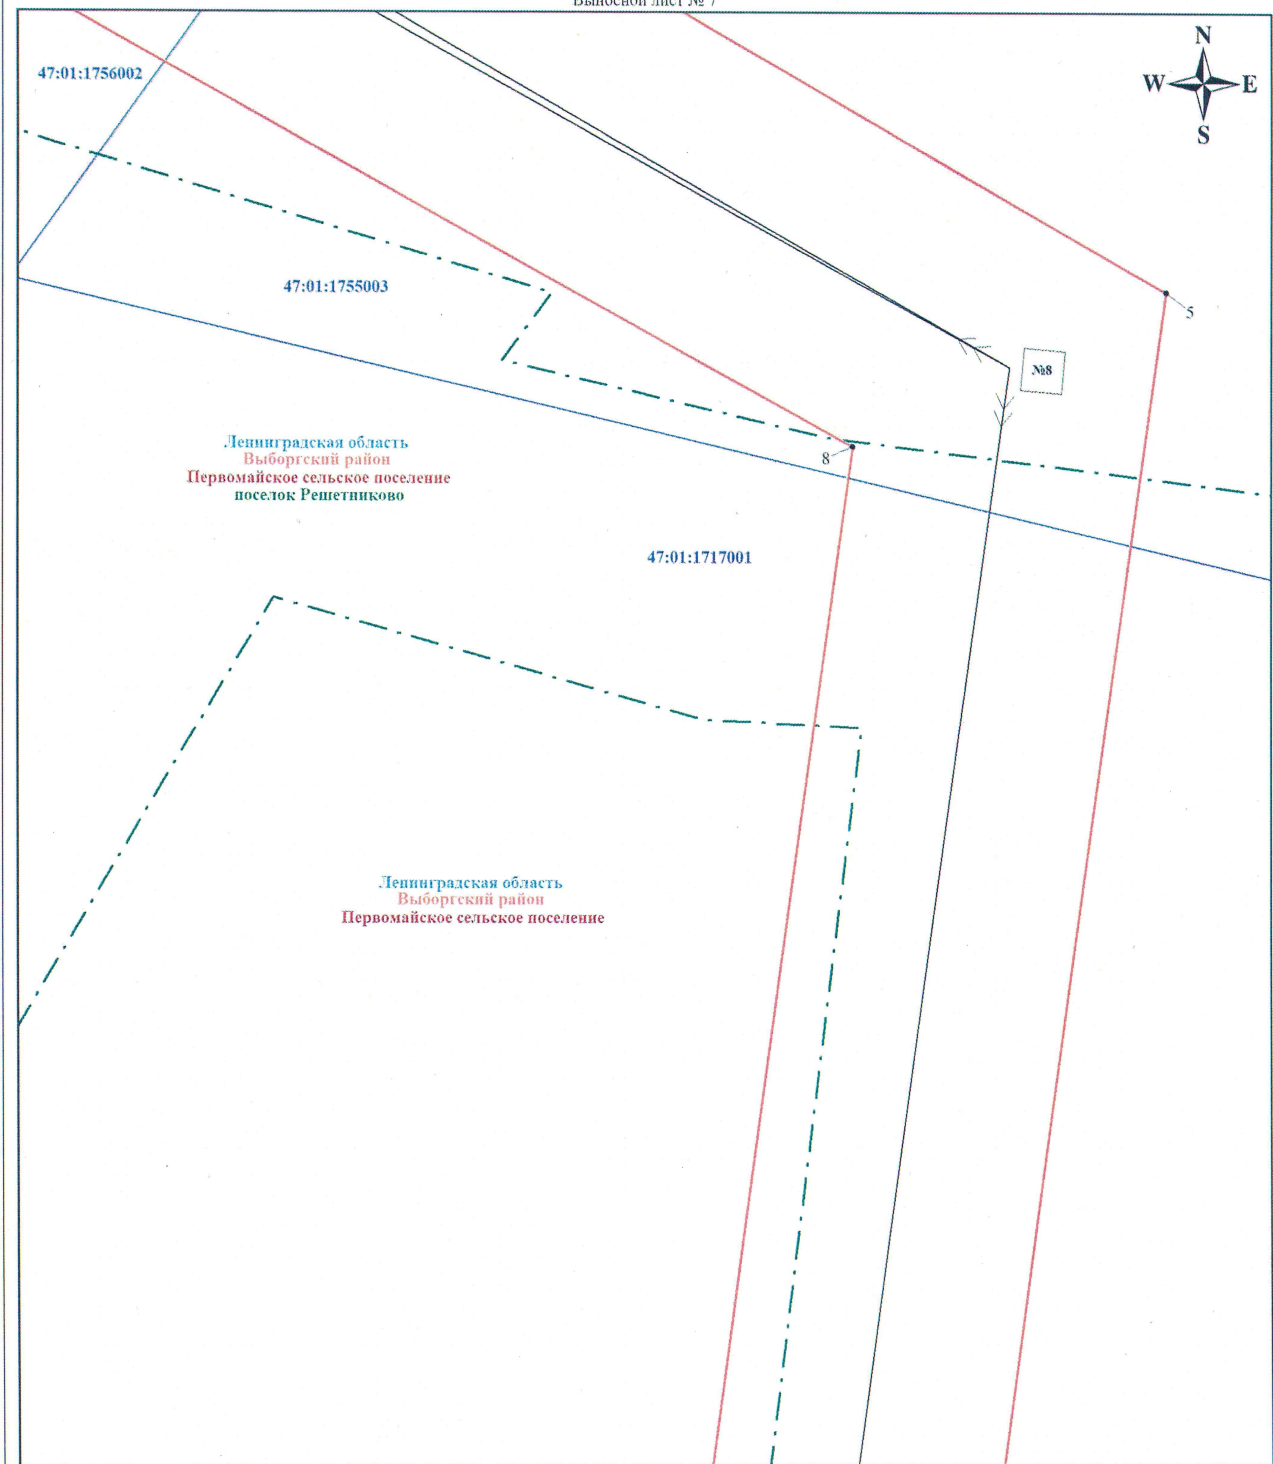 Выносной лист № 7
N
47:01:1756002
W E
S
47:01:1755003
5
№8
Ленинградская область
8
Выборгский район
Первомайское сельское поселение
поселок Решетниково
47:01:1717001
Ленинградская область
Выборгский район
Первомайское сельское поселение